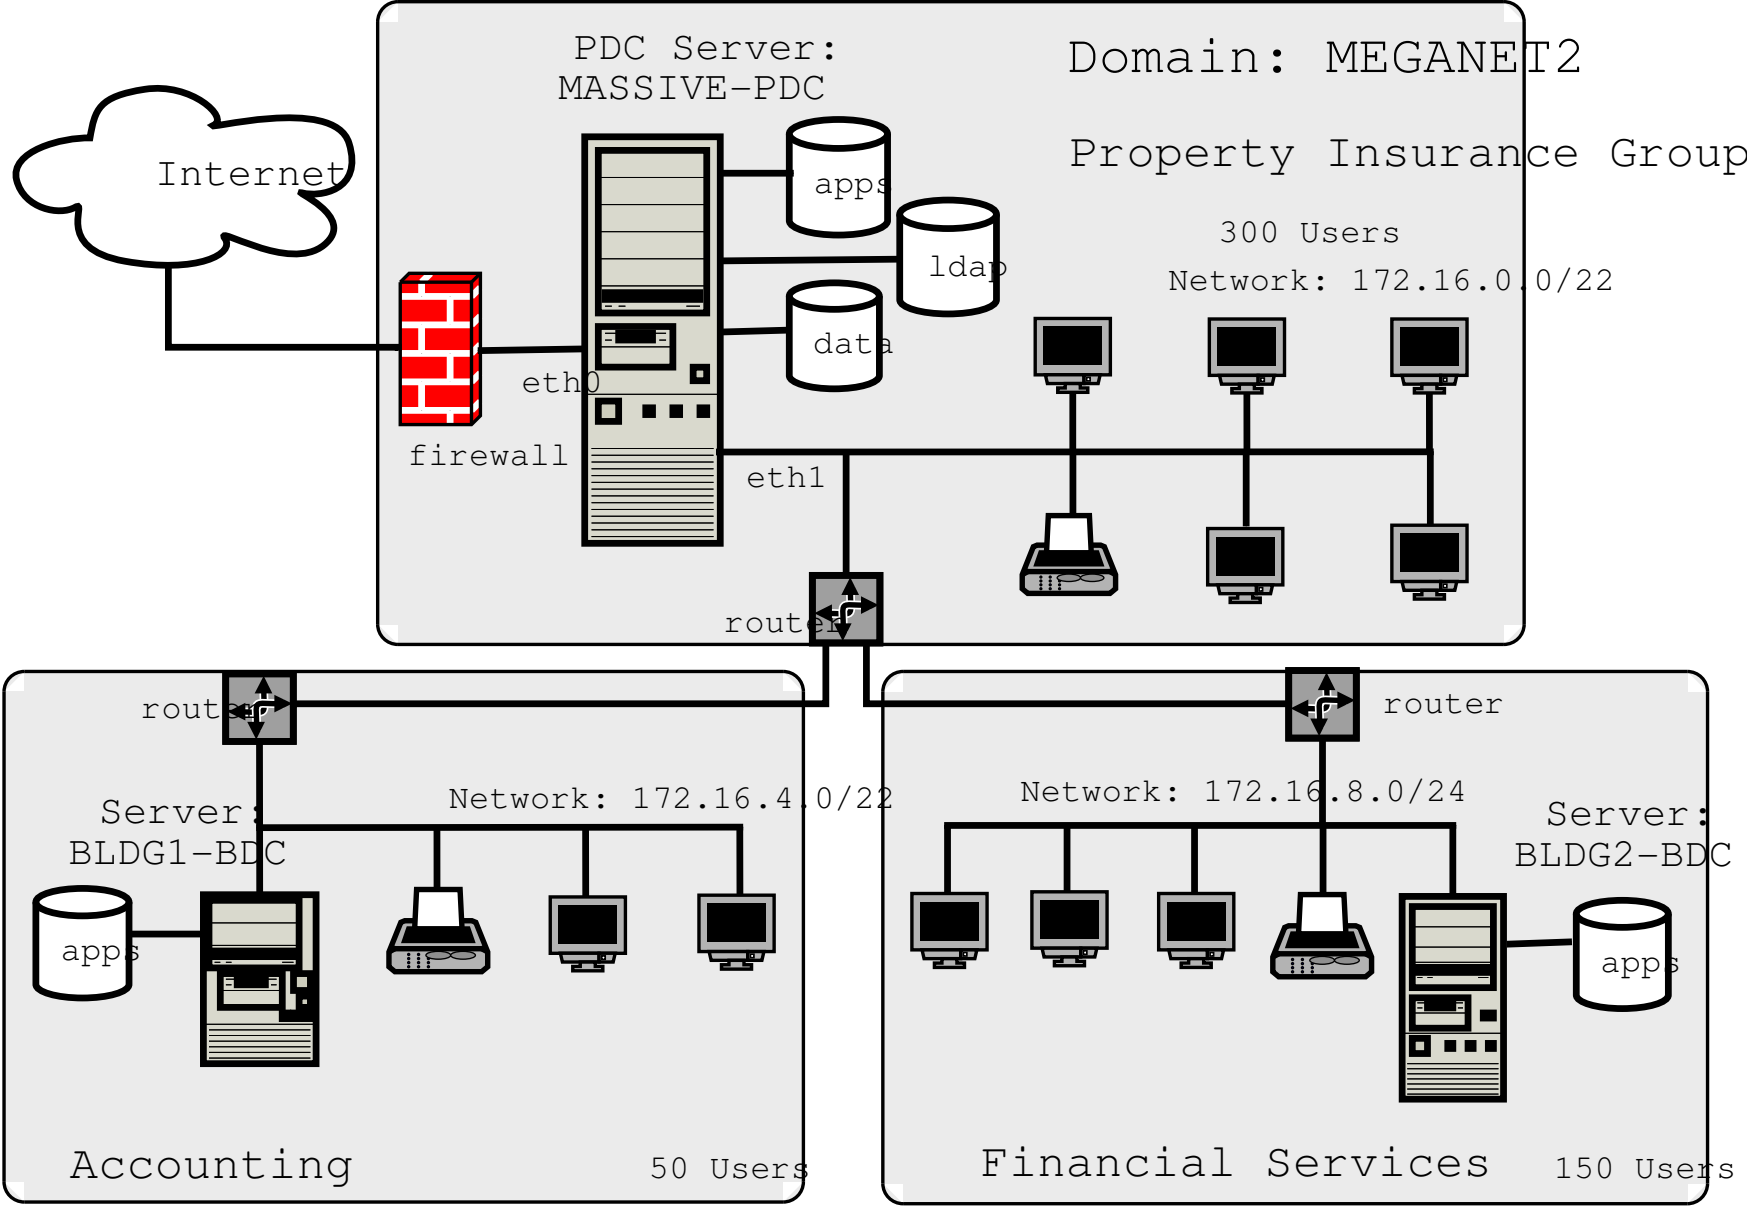 PDC Server:
MASSIVE-PDC
Domain: MEGANET2
Property Insurance Group
Internet
apps
300 Users
ldap
Network: 172.16.0.0/22
data
eth0
firewall
eth1
router
router
router
Network: 172.16.4.0/22
Server:
BLDG1-BDC
apps
Network: 172.16.8.0/24
Server:
BLDG2-BDC
apps
Accounting
50 Users
Financial Services
150 Users